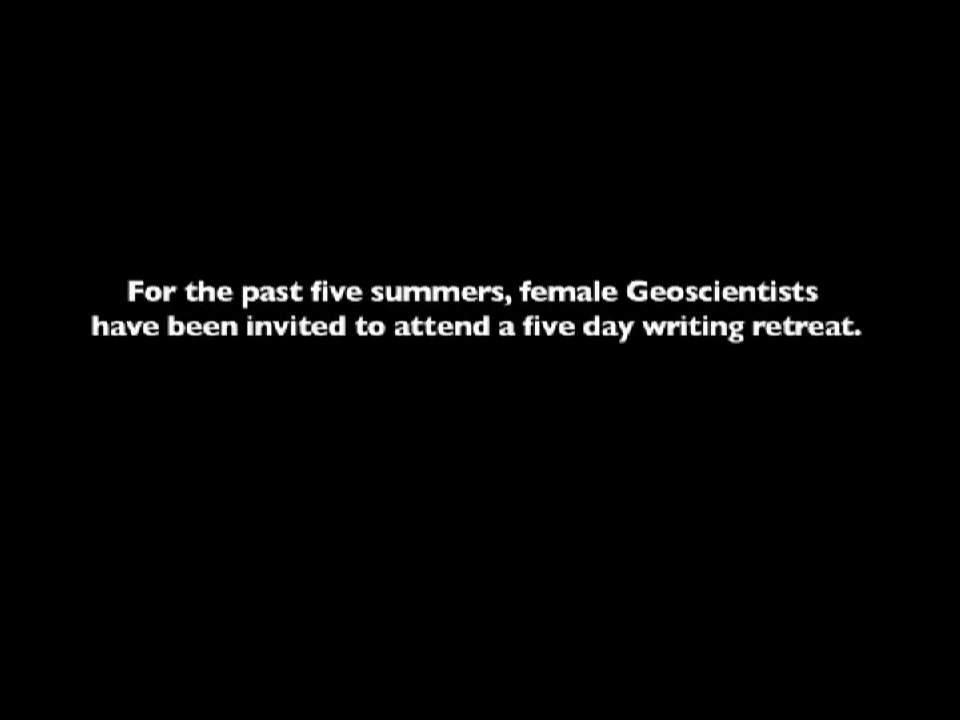 For the past five summers, female Geoscientists
have been invited to attend a five day writing retreat.